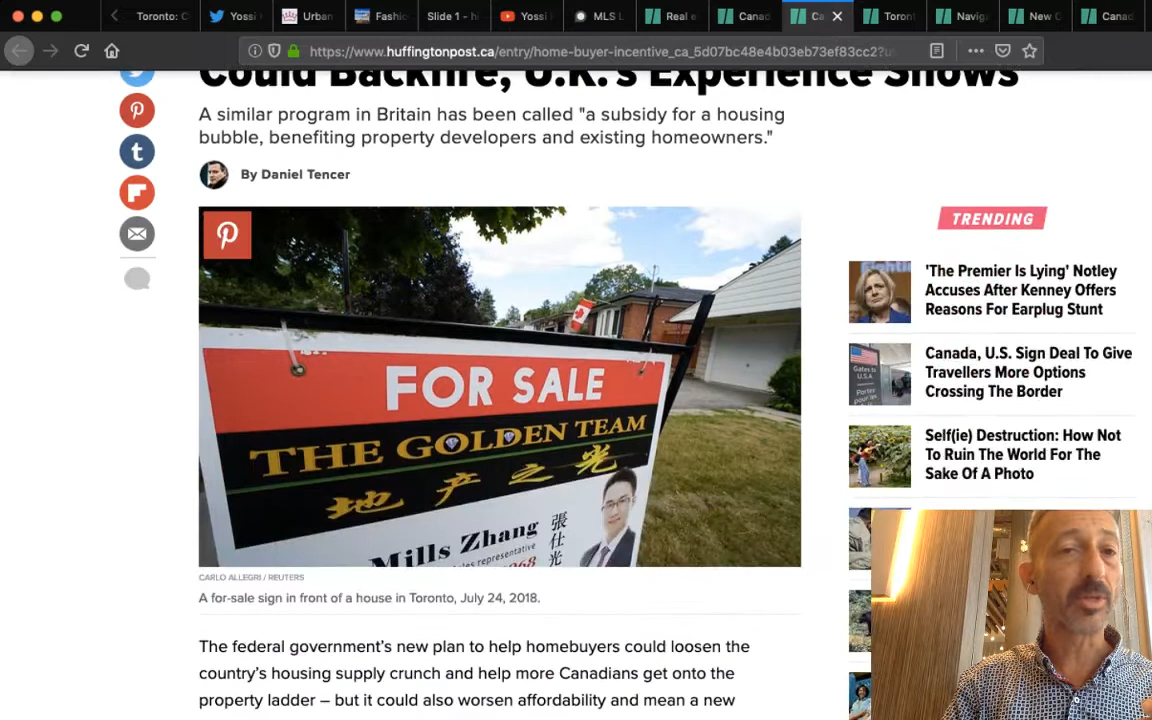 Toronto: C
Yossi
Urban
Fashio
Slide 1 - h
Yossi
MLS L
Real e
Canad
Ca
Toront
Navig
New C
Canad
https://www.huffingtonpost.ca/entry/home-buyer-incentive_ca_5d07bc48e4b03eb73ef83cc2?u
Could Backfire, U.K.'s Experience Shows
A similar program in Britain has been called "a subsidy for a housing
bubble, benefiting property developers and existing homeowners."
By Daniel Tencer
FOR SALE
THE GOLDEN TEAM
地产之光
Mills Zhang
張仕光
les representative
CARLO ALLEGRI / REUTERS
A for-sale sign in front of a house in Toronto, July 24, 2018.
The federal government's new plan to help homebuyers could loosen the
country's housing supply crunch and help more Canadians get onto the
property ladder – but it could also worsen affordability and mean a new
TRENDING
'The Premier Is Lying' Notley
Accuses After Kenney Offers
Reasons For Earplug Stunt
Canada, U.S. Sign Deal To Give
Travellers More Options
Crossing The Border
Self(ie) Destruction: How Not
To Ruin The World For The
Sake Of A Photo